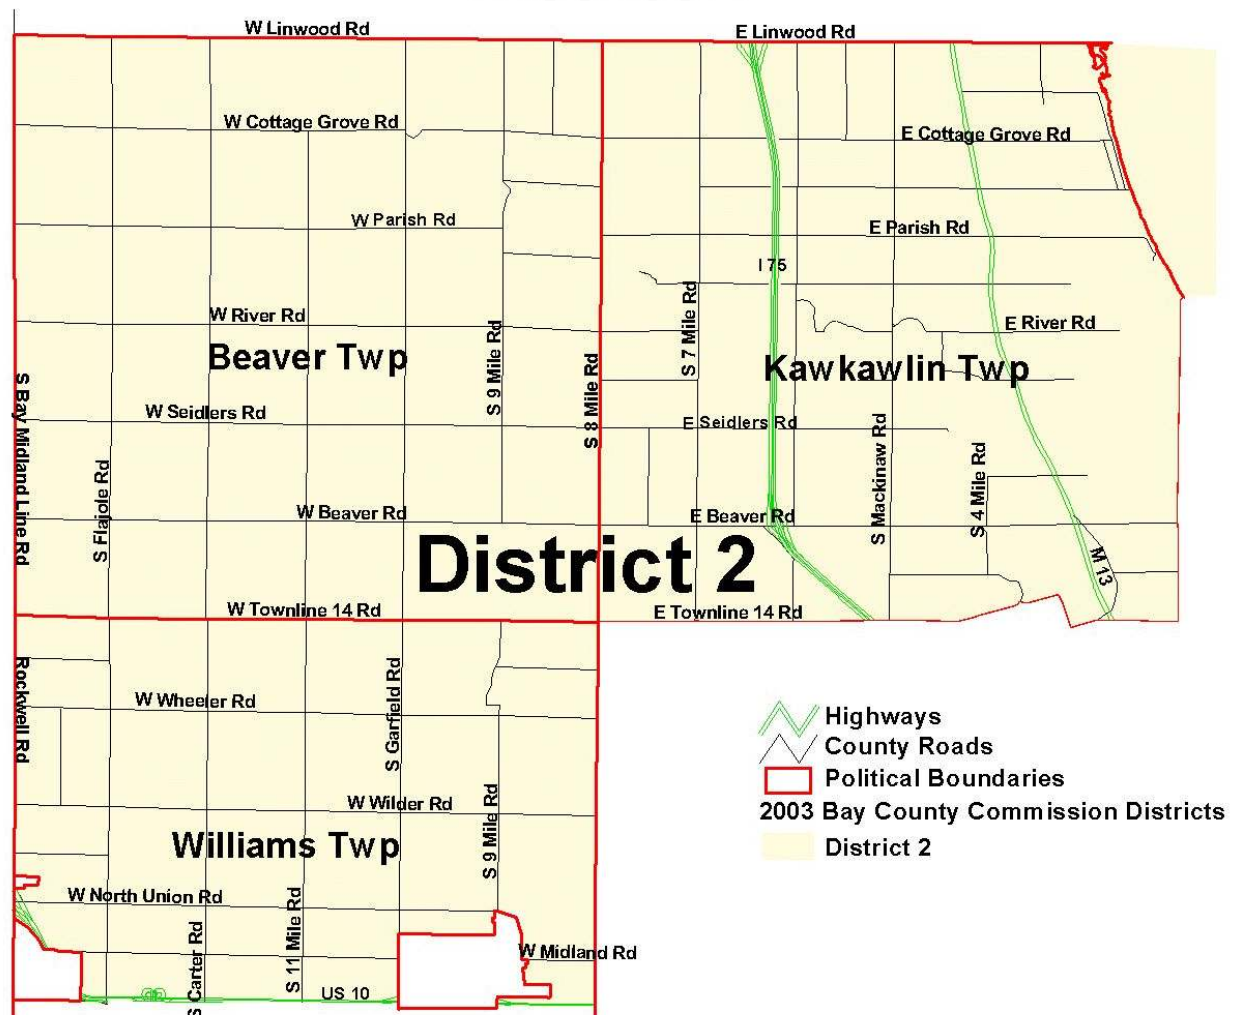 W Linwood Rd
E Linwood Rd
W Cottage Grove Rd
E Cottage Grove Rd
W Parish Rd
E Parish Rd
I 75
W River Rd
E River Rd
S 7 Mile Rd
S 9 Mile Rd
S 8 Mile Rd
Beaver Twp
Kawkawlin Twp
S Bay Midland Line Rd
W Seidlers Rd
E Seidlers Rd
S Flajole Rd
S Mackinaw Rd
S 4 Mile Rd
W Beaver Rd
E Beaver Rd
District 2
M 13
W Townline 14 Rd
E Townline 14 Rd
Rockwell Rd
S Garfield Rd
W Wheeler Rd
Highways
County Roads
Political Boundaries
2003 Bay County Commission Districts
District 2
W Wilder Rd
S 9 Mile Rd
Williams Twp
W North Union Rd
S Carter Rd
S 11 Mile Rd
W Midland Rd
US 10